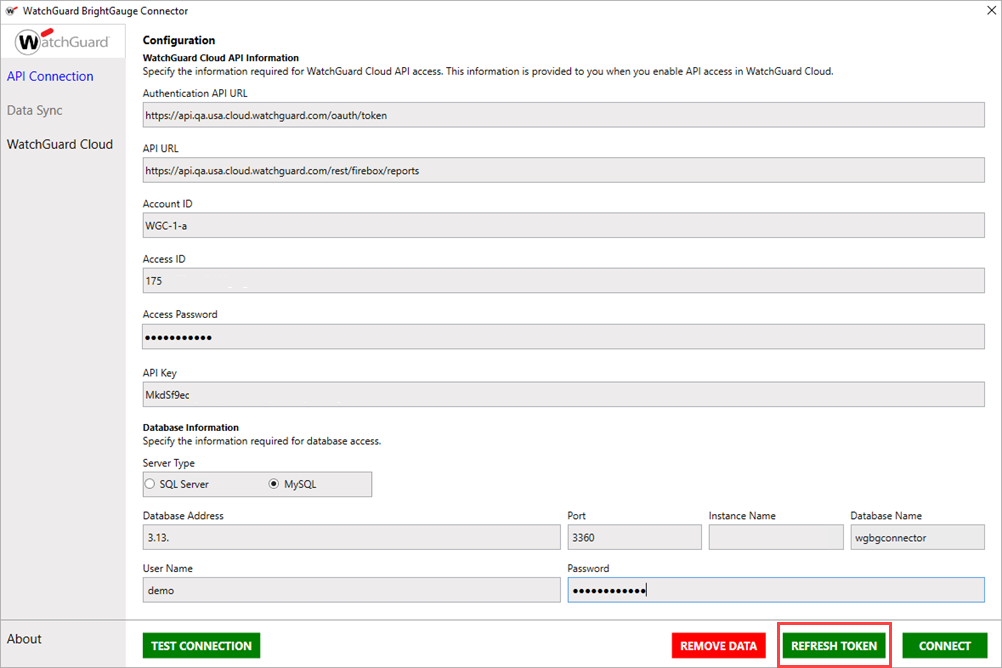 WatchGuard BrightGauge Connector
WatchGuard
API Connection
Data Sync
WatchGuard Cloud
About
Configuration
WatchGuard Cloud API Information
Specify the information required for WatchGuard Cloud API access. This information is provided to you when you enable API access in WatchGuard Cloud.
Authentication API URL
https://api.qa.usa.cloud.watchguard.com/oauth/token
API URL
https://api.qa.usa.cloud.watchguard.com/rest/firebox/reports
Account ID
WGC-1-a
Access ID
175
Access Password
●●●●●●●●●●●
API Key
MkdSf9ec
Database Information
Specify the information required for database access.
Server Type
SQL Server MySQL
Database Address Port Instance Name Database Name
3.13. 3360 wgbgconnector
User Name Password
demo ●●●●●●●●●●●●
TEST CONNECTION REMOVE DATA REFRESH TOKEN CONNECT